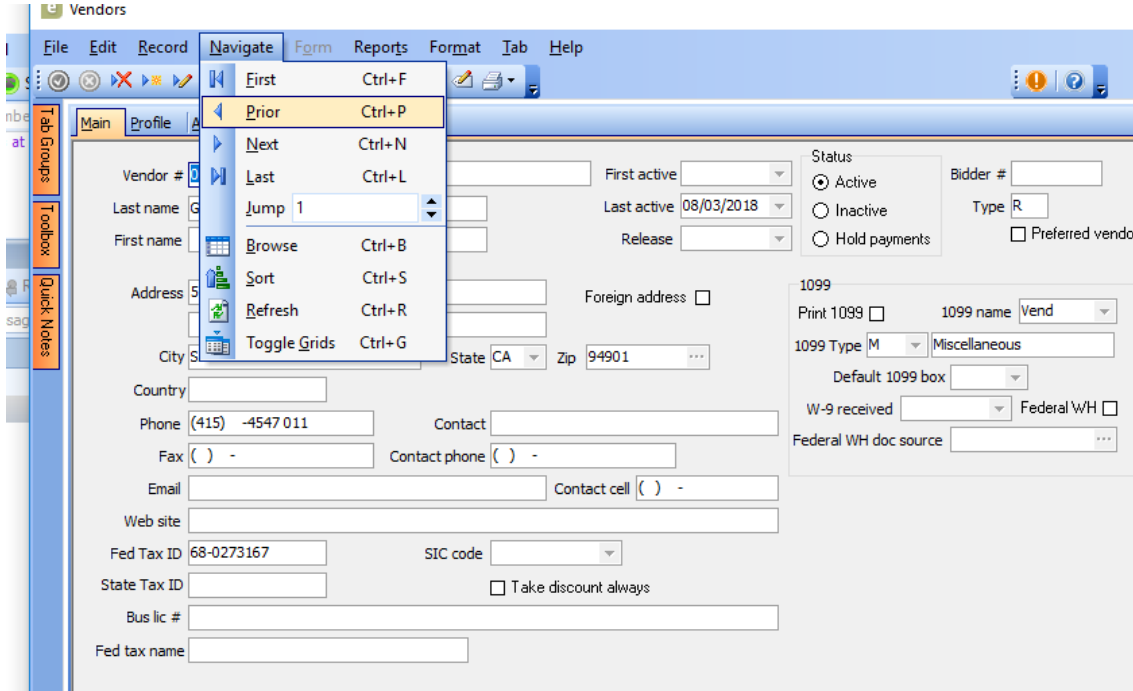 Vendors
File Edit Record Navigate Form Reports Format Tab Help
First Ctrl+F
Prior Ctrl+P
Next Ctrl+N
Last Ctrl+L
Jump 1
Browse Ctrl+B
Sort Ctrl+S
Refresh Ctrl+R
Toggle Grids Ctrl+G
Tab Groups
Toolbox
Quick Notes
at
Main Profile
Vendor # First active Status Bidder #
Active
Last name G Last active 08/03/2018 Inactive Type R
First name Release Hold payments Preferred vendo
Address 5 Foreign address 1099
Print 1099 1099 name Vend
City S State CA Zip 94901 1099 Type M Miscellaneous
Country Default 1099 box
Phone (415) -4547 011 Contact W-9 received Federal WH
Fax ( ) - Contact phone ( ) - Federal WH doc source
Email Contact cell ( ) -
Web site
Fed Tax ID 68-0273167 SIC code
State Tax ID Take discount always
Bus lic #
Fed tax name